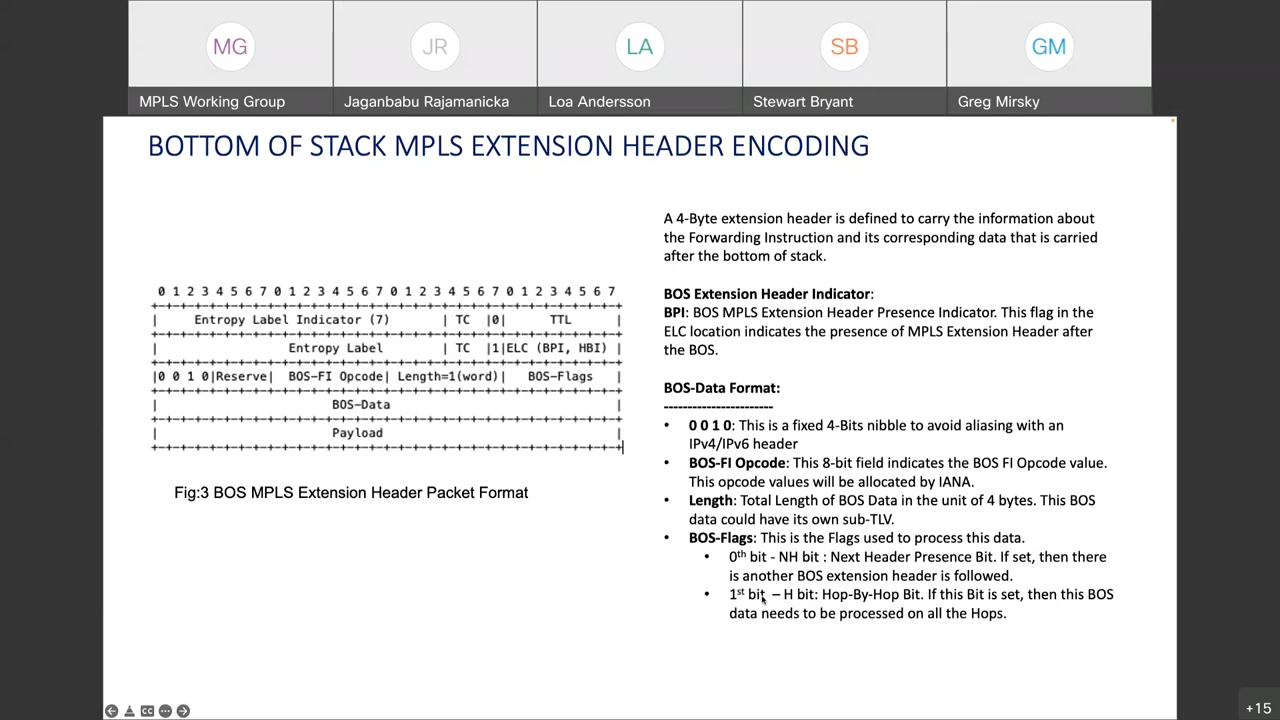 MG JR LA SB GM
MPLS Working Group Jaganbabu Rajamanicka Loa Andersson Stewart Bryant Greg Mirsky
BOTTOM OF STACK MPLS EXTENSION HEADER ENCODING
0 1 2 3 4 5 6 7 0 1 2 3 4 5 6 7 0 1 2 3 4 5 6 7 0 1 2 3 4 5 6 7
+-+-+-+-+-+-+-+-+-+-+-+-+-+-+-+-+-+-+-+-+-+-+-+-+-+-+-+-+-+-+-+-+
| Entropy Label Indicator (7) | TC |0| TTL |
+-+-+-+-+-+-+-+-+-+-+-+-+-+-+-+-+-+-+-+-+-+-+-+-+-+-+-+-+-+-+-+-+
| Entropy Label | TC |1|ELC (BPI, HBI) |
+-+-+-+-+-+-+-+-+-+-+-+-+-+-+-+-+-+-+-+-+-+-+-+-+-+-+-+-+-+-+-+-+
|0 0 1 0|Reserve| BOS-FI Opcode| Length=1(word)| BOS-Flags |
+-+-+-+-+-+-+-+-+-+-+-+-+-+-+-+-+-+-+-+-+-+-+-+-+-+-+-+-+-+-+-+-+
| BOS-Data |
+-+-+-+-+-+-+-+-+-+-+-+-+-+-+-+-+-+-+-+-+-+-+-+-+-+-+-+-+-+-+-+-+
| Payload |
+-+-+-+-+-+-+-+-+-+-+-+-+-+-+-+-+-+-+-+-+-+-+-+-+-+-+-+-+-+-+-+-+
Fig:3 BOS MPLS Extension Header Packet Format
A 4-Byte extension header is defined to carry the information about
the Forwarding Instruction and its corresponding data that is carried
after the bottom of stack.
BOS Extension Header Indicator:
BPI: BOS MPLS Extension Header Presence Indicator. This flag in the
ELC location indicates the presence of MPLS Extension Header after
the BOS.
BOS-Data Format:
-----------------------
• 0 0 1 0: This is a fixed 4-Bits nibble to avoid aliasing with an
IPv4/IPv6 header
• BOS-FI Opcode: This 8-bit field indicates the BOS FI Opcode value.
This opcode values will be allocated by IANA.
• Length: Total Length of BOS Data in the unit of 4 bytes. This BOS
data could have its own sub-TLV.
• BOS-Flags: This is the Flags used to process this data.
• 0th bit - NH bit : Next Header Presence Bit. If set, then there
is another BOS extension header is followed.
• 1st bit – H bit: Hop-By-Hop Bit. If this Bit is set, then this BOS
data needs to be processed on all the Hops.
CC
+15